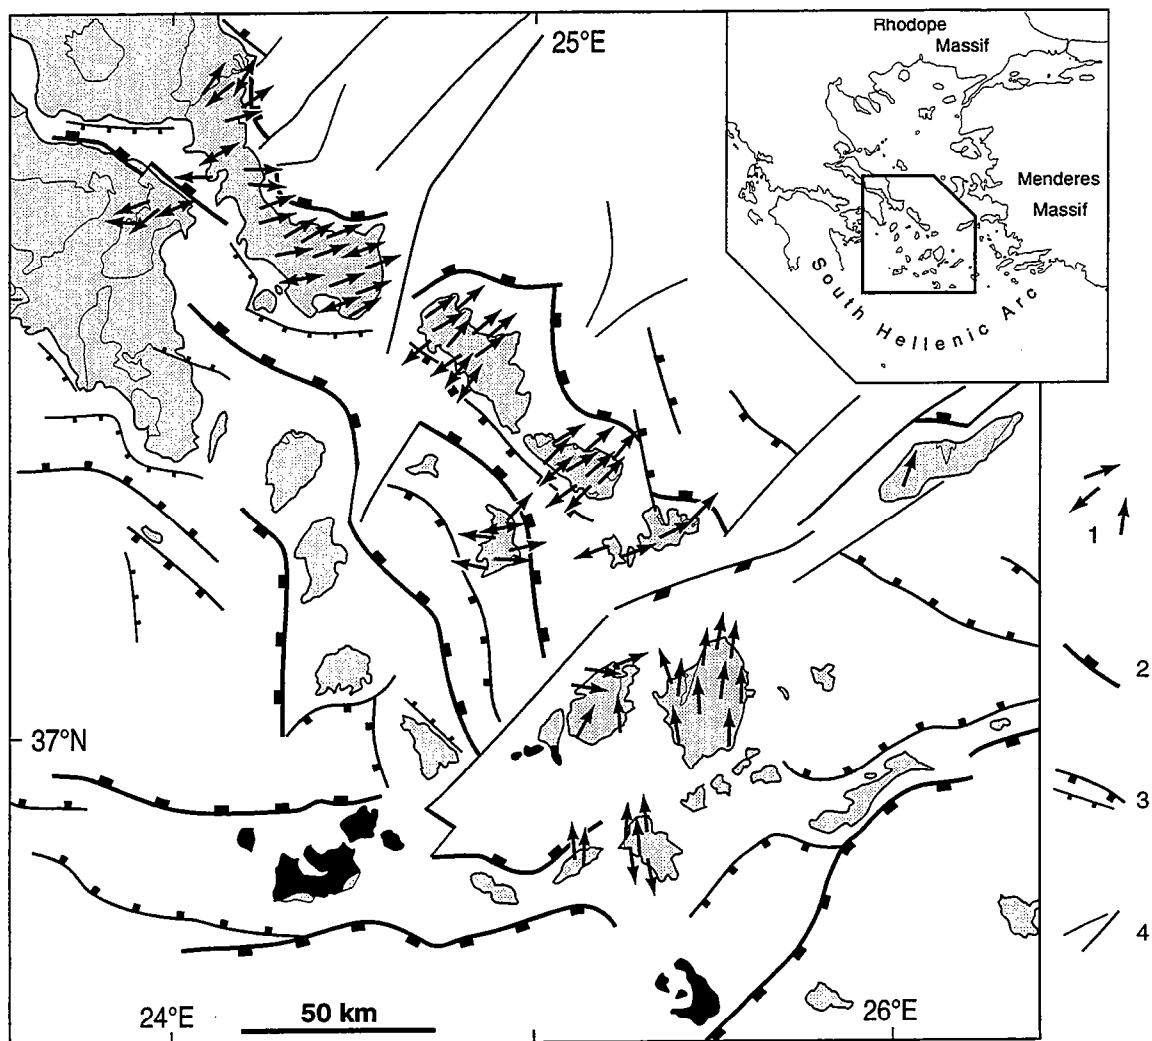 25°E
Rhodope
Massif
Menderes
Massif
South Hellenic Arc
1
2
37°N
3
4
24°E
50 km
26°E